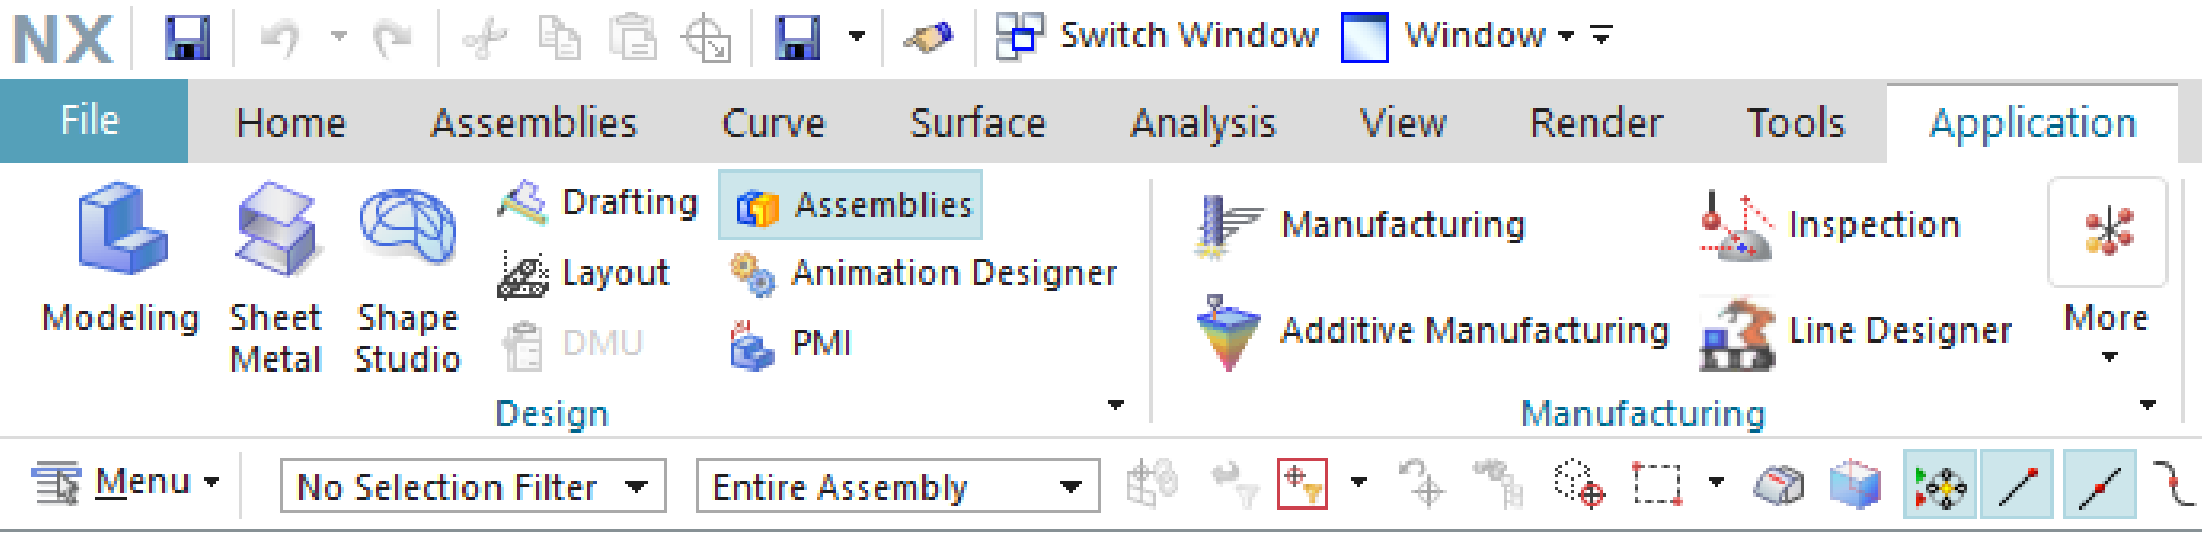 NX Switch Window Window
File Home Assemblies Curve Surface Analysis View Render Tools Application
Modeling
Sheet
Metal
Shape
Studio
Drafting
Layout
DMU
Assemblies
Animation Designer
PMI
Design
Manufacturing
Additive Manufacturing
Inspection
Line Designer
More
Manufacturing
Menu No Selection Filter Entire Assembly